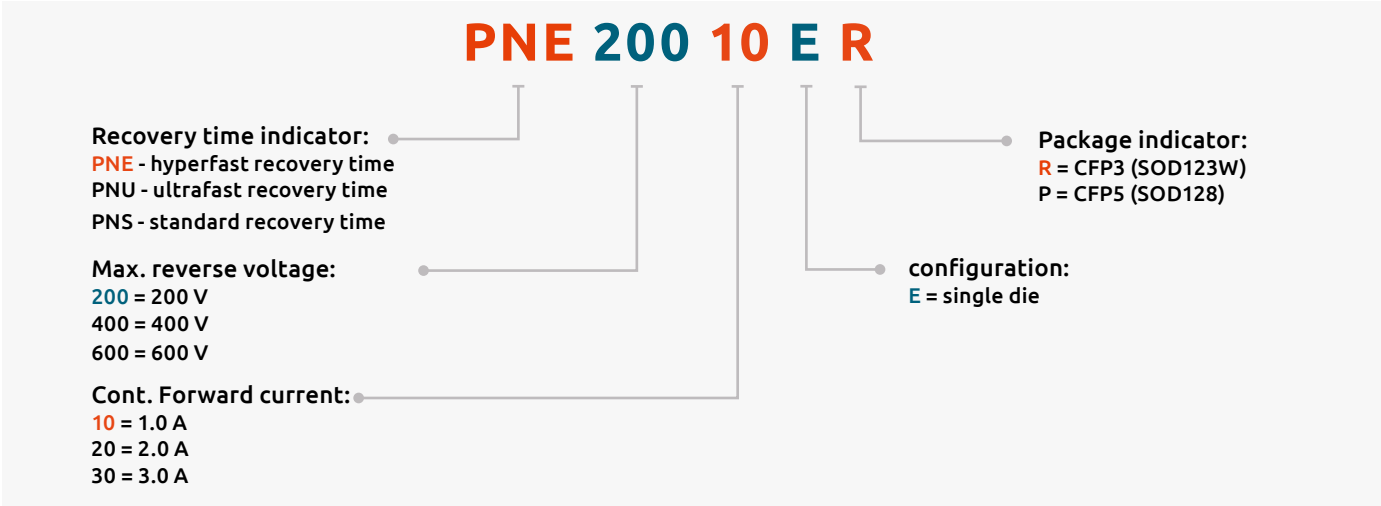 PNE 200 10 E R
Recovery time indicator:
PNE - hyperfast recovery time
PNU - ultrafast recovery time
PNS - standard recovery time
Max. reverse voltage:
200 = 200 V
400 = 400 V
600 = 600 V
Cont. Forward current:
10 = 1.0 A
20 = 2.0 A
30 = 3.0 A
Package indicator:
R = CFP3 (SOD123W)
P = CFP5 (SOD128)
configuration:
E = single die